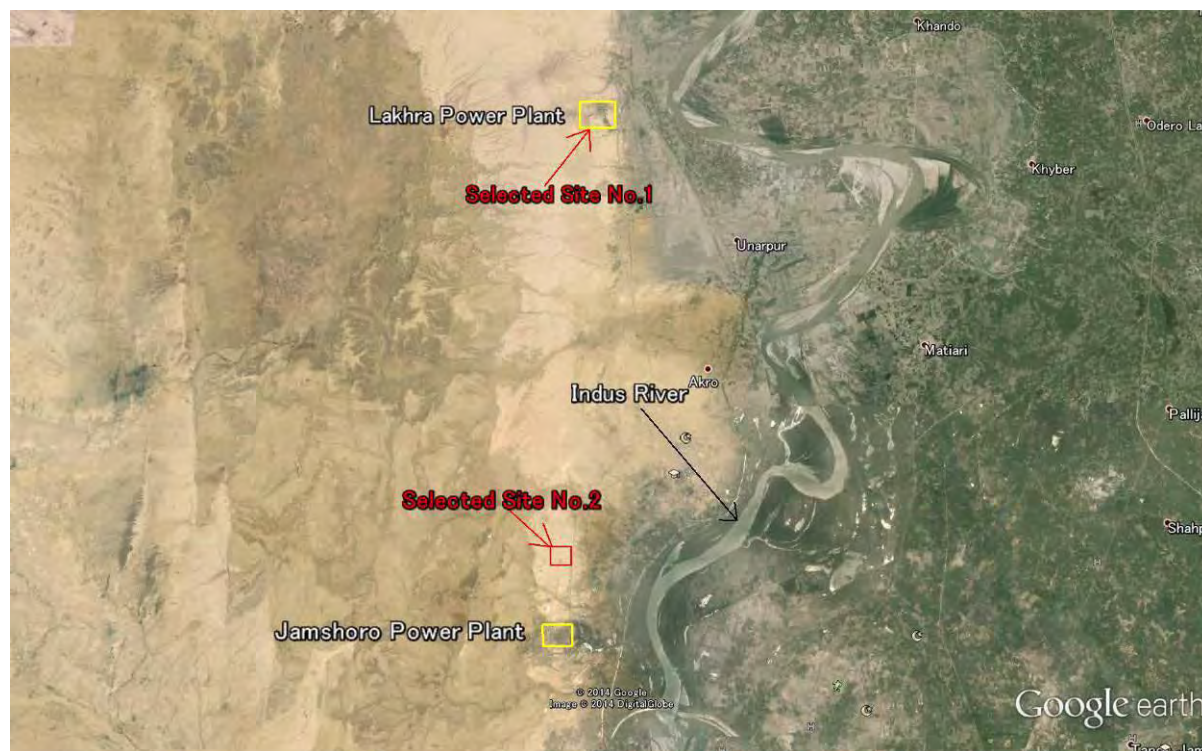 Khando
Lakhra Power Plant
Odero La
Khyber
Selected Site No.1
Unarpur
Matiari
Akro
Indus River
Pallij
Selected Site No.2
Shahp
Jamshoro Power Plant
© 2014 Google
Image © 2014 DigitalGlobe
Google earth